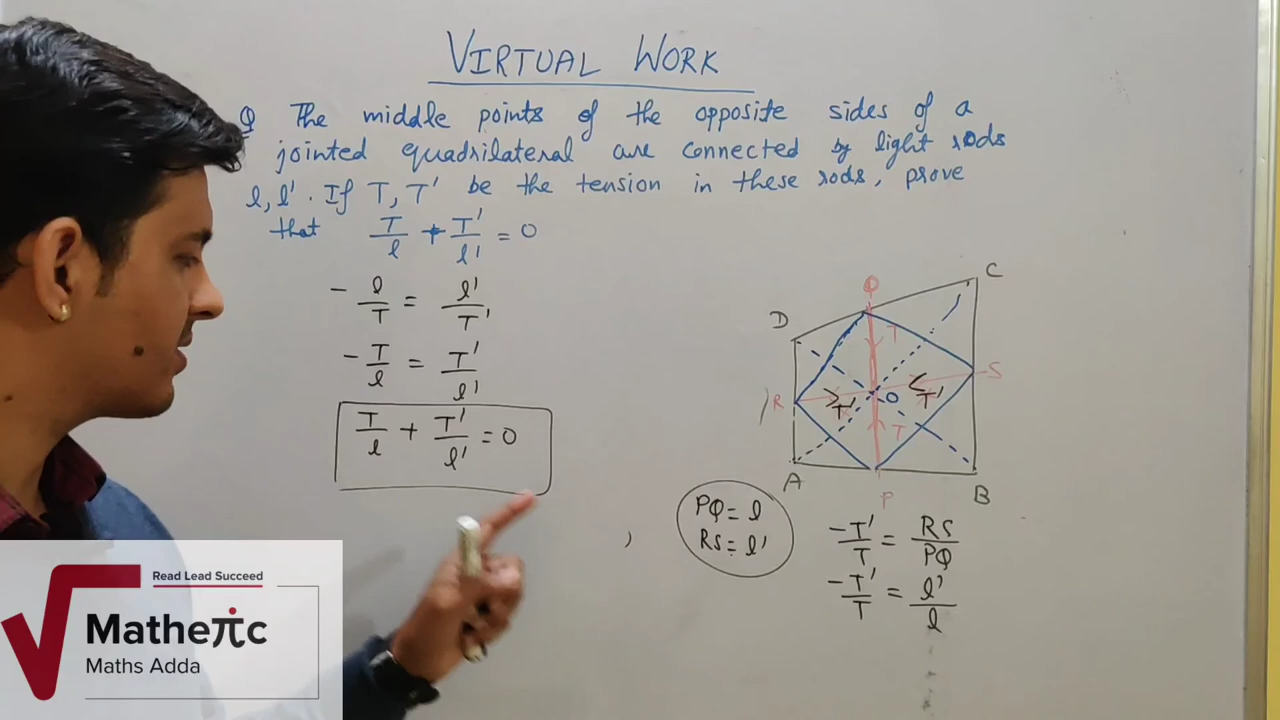 VIRTUAL WORK
Q The middle points of the opposite sides of a
jointed quadrilateral are connected by light rods
l, l'. If T, T' be the tension in these rods, prove
that T/l + T'/l' = 0
- l/T = l'/T'
- T/l = T'/l'
T/l + T'/l' = 0
Q
C
D
T
S
R
T'
O
T'
T
A
P
B
PQ = l
RS = l'
-T'/T = RS/PQ
-T'/T = l'/l
Read Lead Succeed
Matheπc
Maths Adda